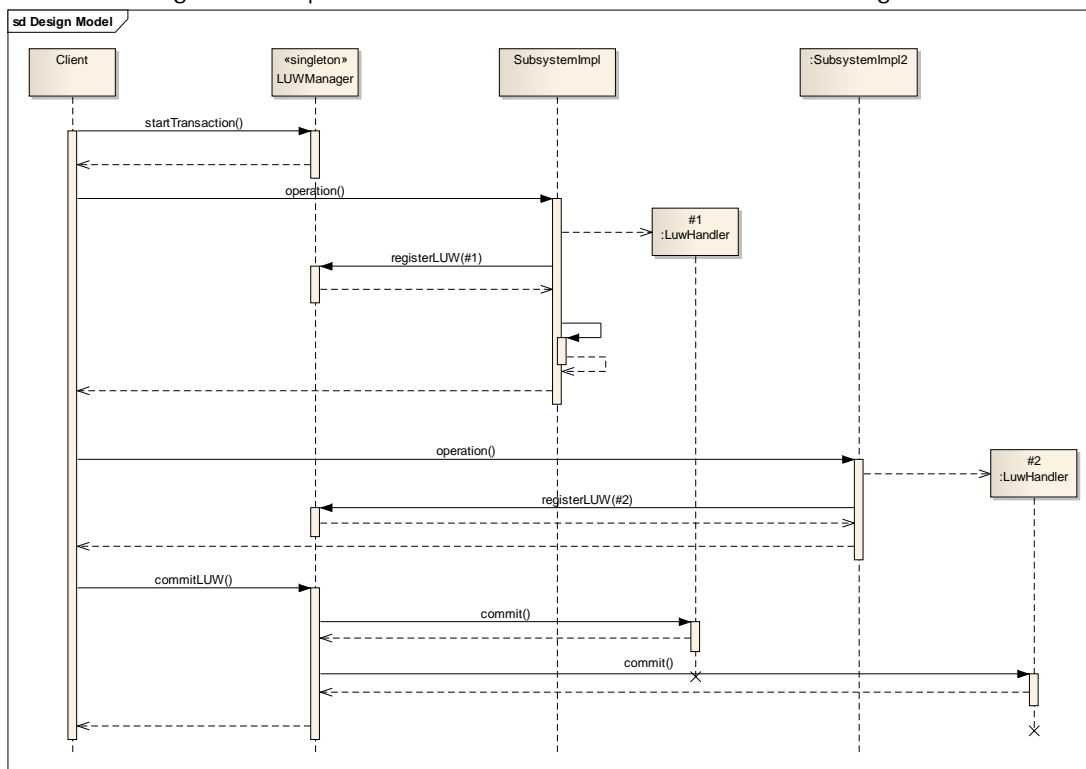 sd Design Model
Client
«singleton»
LUWManager
SubsystemImpl
:SubsystemImpl2
startTransaction()
operation()
#1
:LuwHandler
registerLUW(#1)
operation()
#2
:LuwHandler
registerLUW(#2)
commitLUW()
commit()
commit()